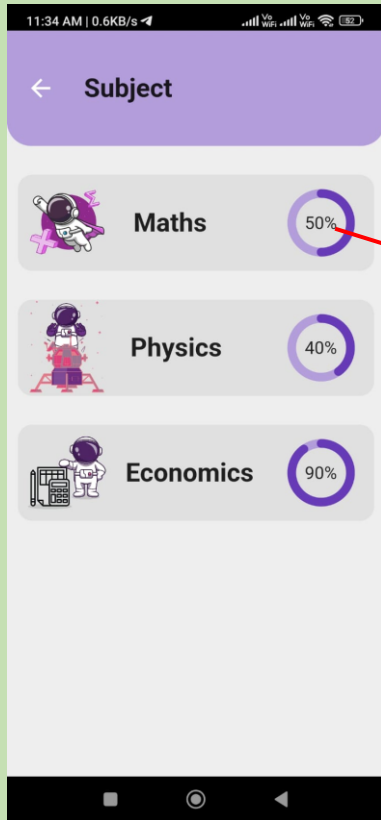 11:34 AM | 0.6KB/s
Vo WiFi Vo WiFi 52
Subject
Maths 50%
Physics 40%
Economics 90%